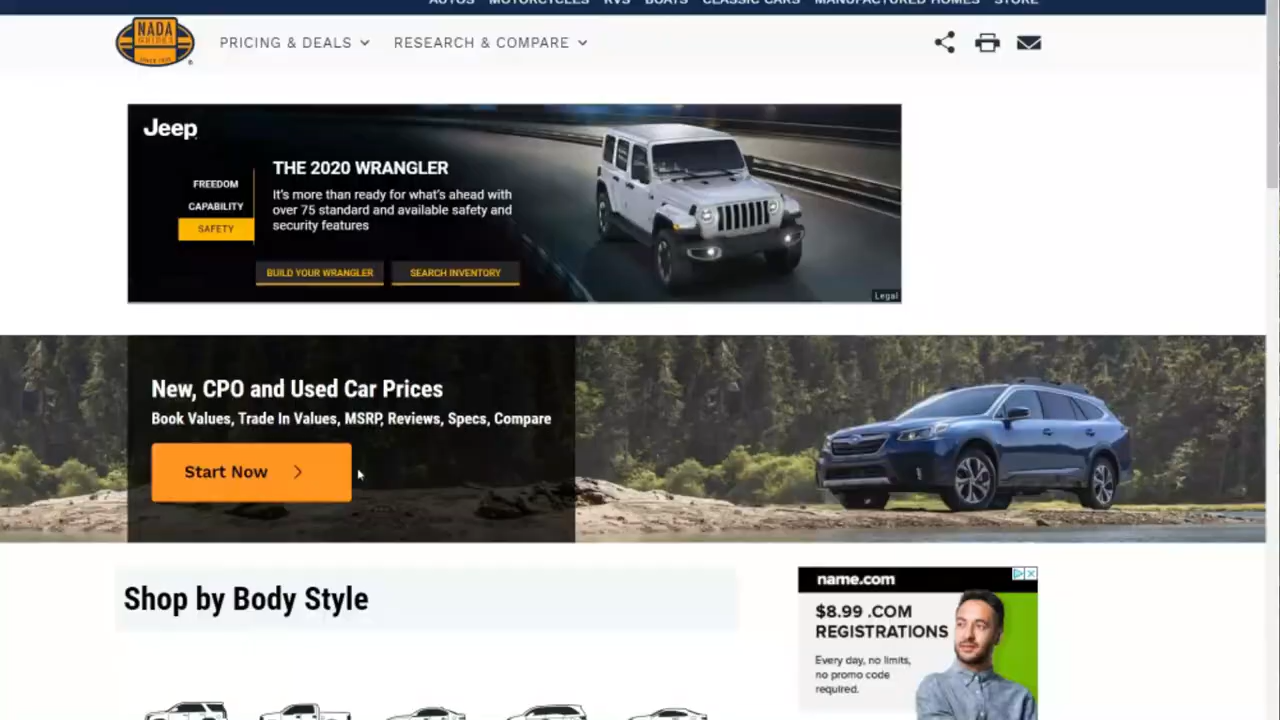 AUTOS MOTORCYCLES RVS BOATS CLASSIC CARS MANUFACTURED HOMES STORE
NADA
GUIDES
PRICING & DEALS
RESEARCH & COMPARE
Jeep
THE 2020 WRANGLER
FREEDOM
CAPABILITY
SAFETY
It's more than ready for what's ahead with
over 75 standard and available safety and
security features
BUILD YOUR WRANGLER
SEARCH INVENTORY
Legal
New, CPO and Used Car Prices
Book Values, Trade In Values, MSRP, Reviews, Specs, Compare
Start Now
Shop by Body Style
name.com
$8.99 .COM
REGISTRATIONS
Every day, no limits,
no promo code
required.